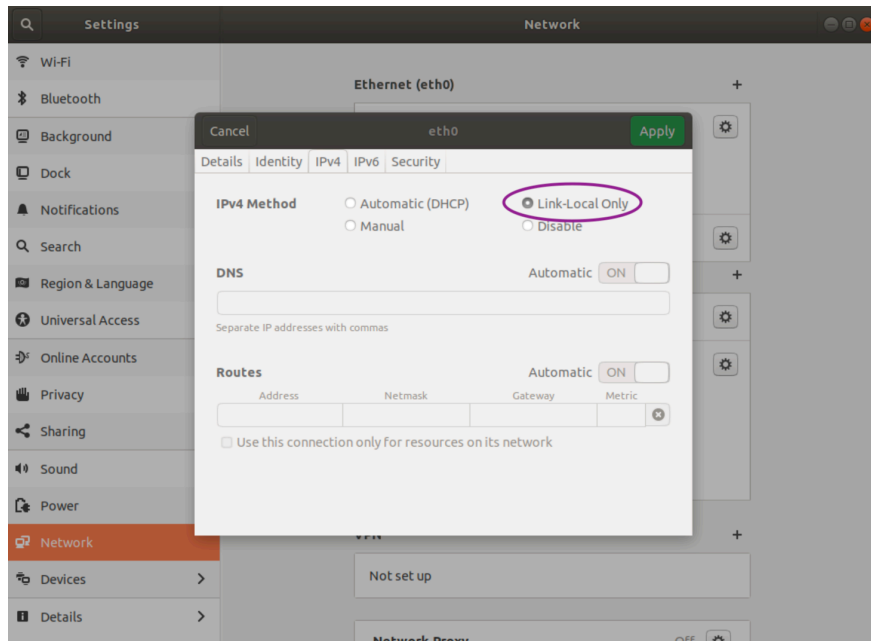 Settings
Network
Wi-Fi
Bluetooth
Background
Dock
Notifications
Search
Region & Language
Universal Access
Online Accounts
Privacy
Sharing
Sound
Power
Network
Devices
Details
Ethernet (eth0)
+
Cancel
eth0
Apply
Details Identity IPv4 IPv6 Security
IPv4 Method Automatic (DHCP) Link-Local Only
Manual Disable
DNS Automatic ON
Separate IP addresses with commas
Routes Automatic ON
Address Netmask Gateway Metric
Use this connection only for resources on its network
+
VPN +
Not set up
Network Proxy Off